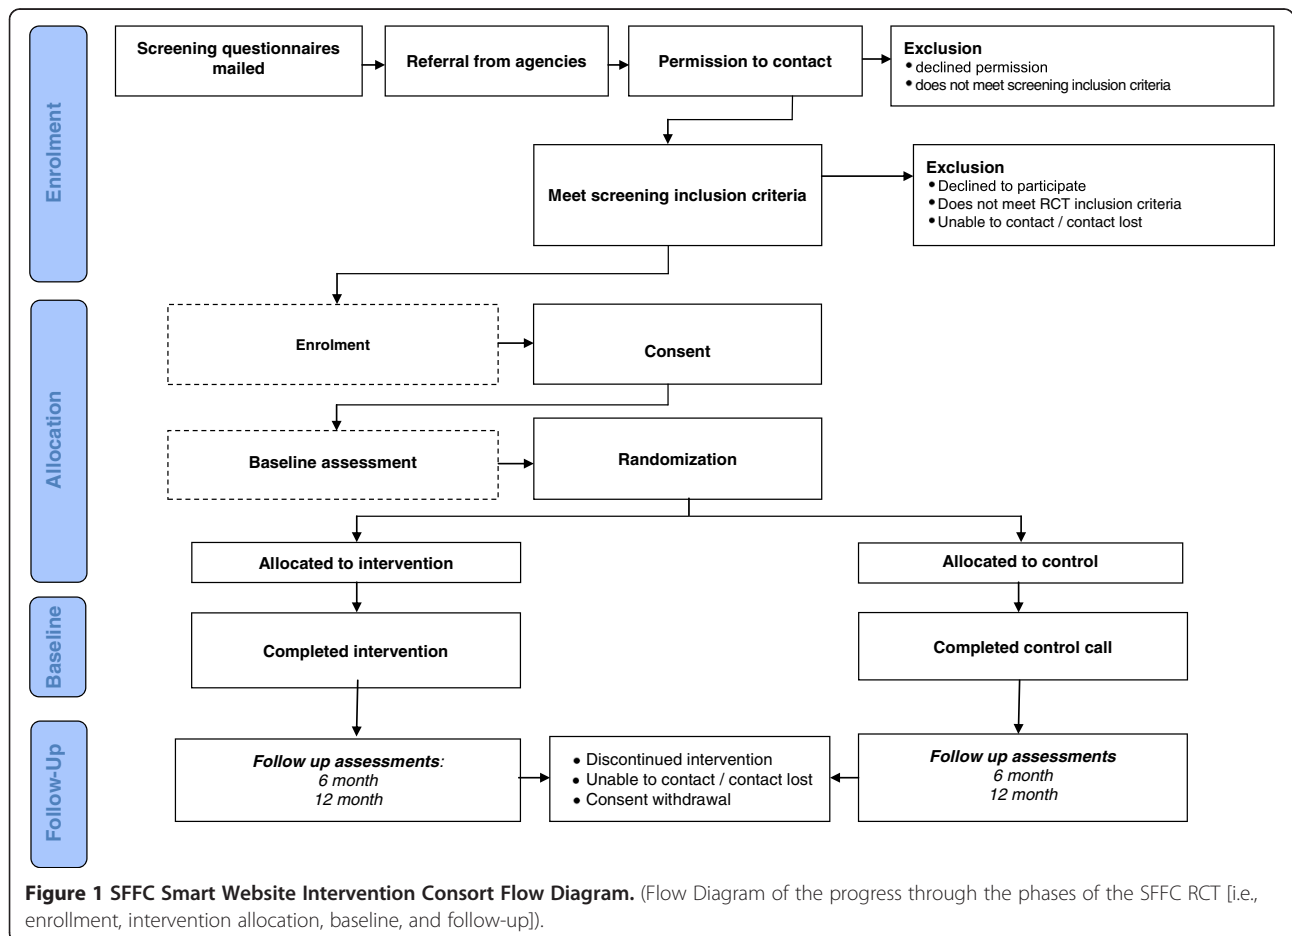 Enrolment
Screening questionnaires
mailed
Referral from agencies
Permission to contact
Exclusion
• declined permission
• does not meet screening inclusion criteria
Meet screening inclusion criteria
Exclusion
• Declined to participate
• Does not meet RCT inclusion criteria
• Unable to contact / contact lost
Allocation
Enrolment
Consent
Baseline assessment
Randomization
Allocated to intervention
Allocated to control
Baseline
Completed intervention
Completed control call
Follow-Up
Follow up assessments:
6 month
12 month
• Discontinued intervention
• Unable to contact / contact lost
• Consent withdrawal
Follow up assessments
6 month
12 month
Figure 1 SFFC Smart Website Intervention Consort Flow Diagram. (Flow Diagram of the progress through the phases of the SFFC RCT [i.e.,
enrollment, intervention allocation, baseline, and follow-up]).